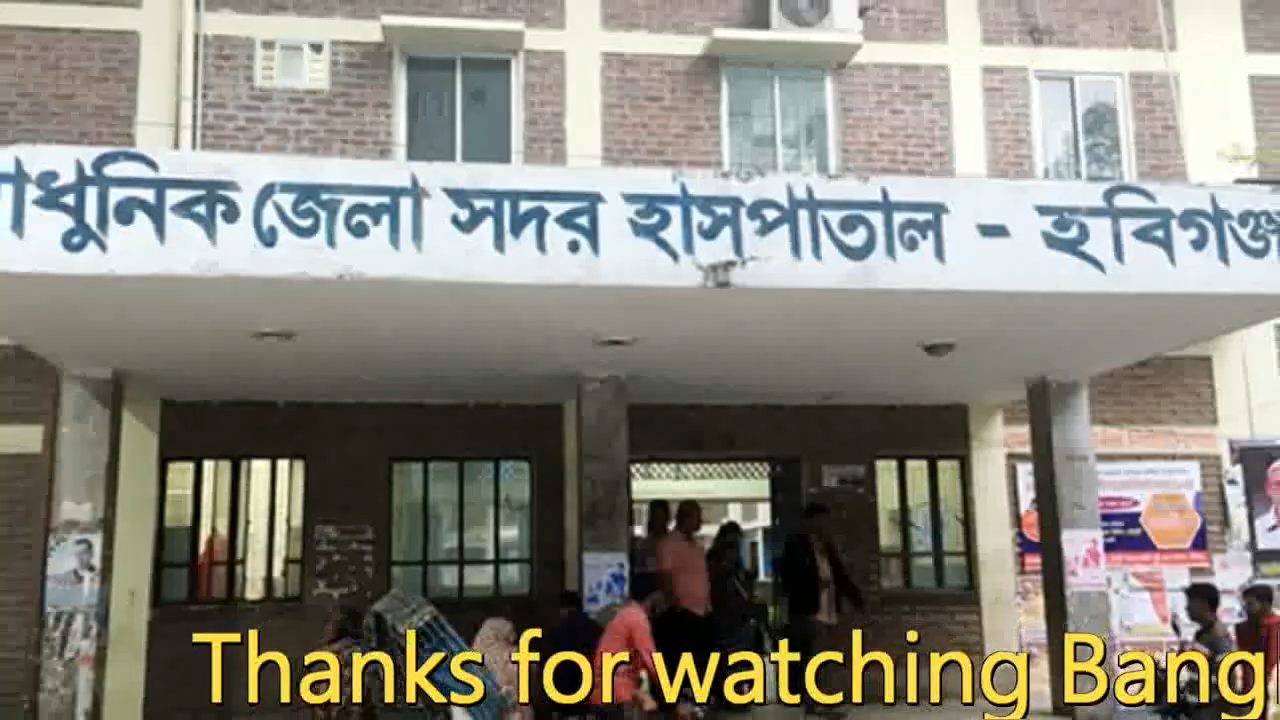 াধুনিক জেলা সদর হাসপাতাল - হবিগঞ্জ
Thanks for watching Bang